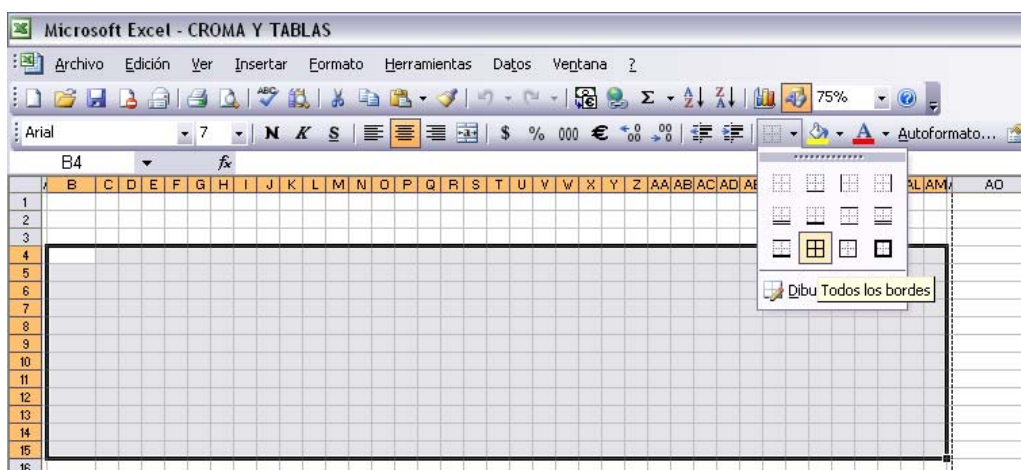 Microsoft Excel - CROMA Y TABLAS
Archivo Edición Ver Insertar Formato Herramientas Datos Ventana ?
ABC Σ A Z Z A 75%
Arial 7 N K S $ % 000 € A Autoformato...
B4 fx
B C D E F G H I J K L M N O P Q R S T U V W X Y Z AA AB AC AD AL AM AO
1
2
3
4
5
6
7
8
9
10
11
12
13
14
15
16
Dibu Todos los bordes